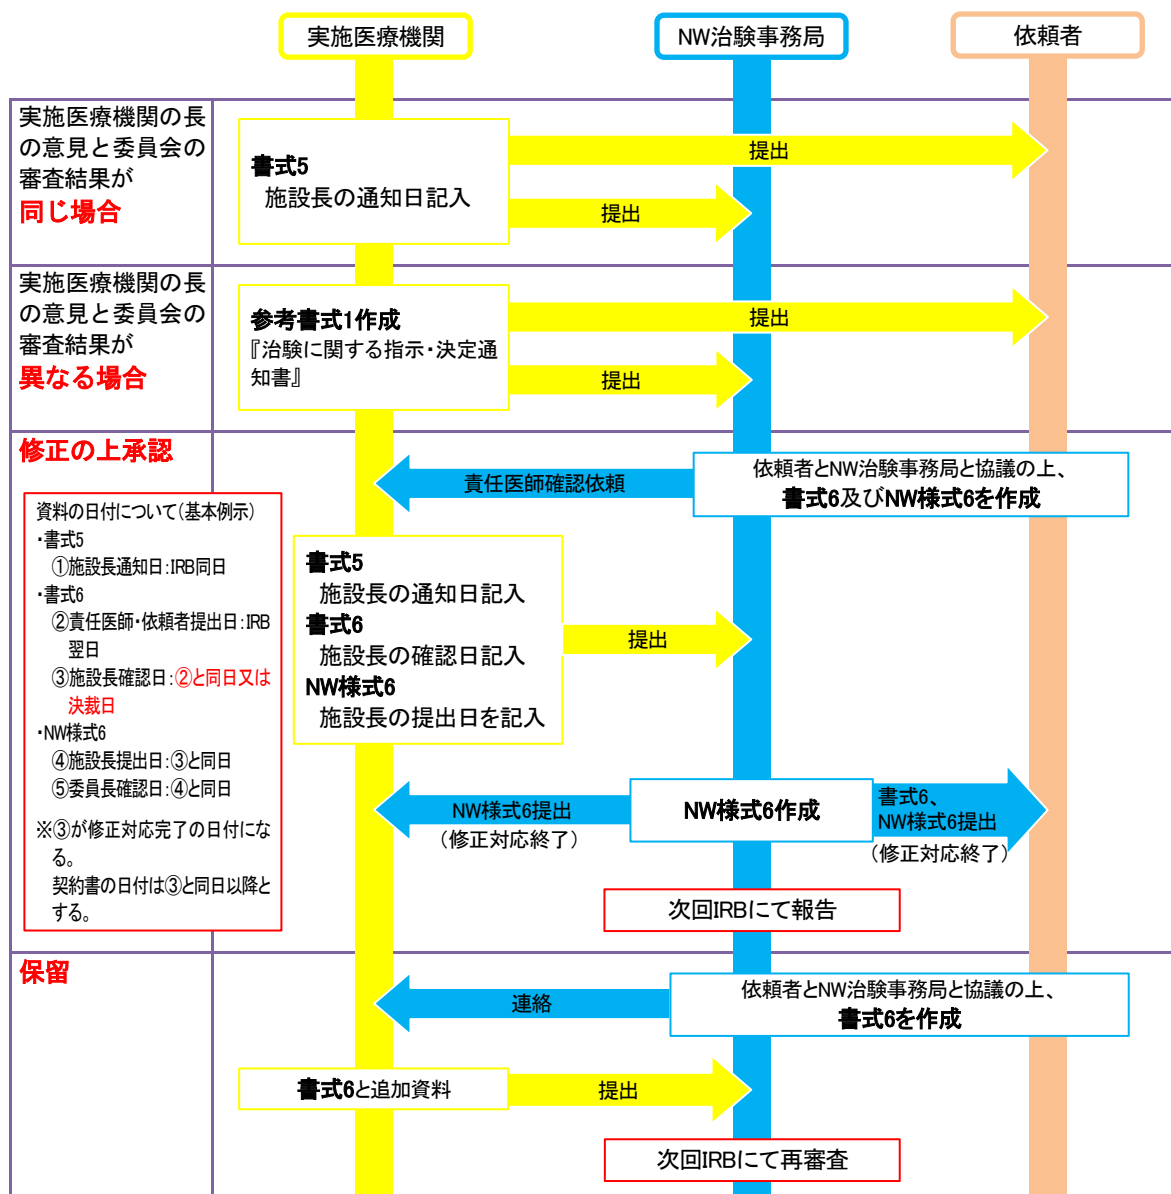 実施医療機関
NW治験事務局
依頼者
実施医療機関の長
の意見と委員会の
審査結果が
同じ場合
書式5
施設長の通知日記入
提出
提出
実施医療機関の長
の意見と委員会の
審査結果が
異なる場合
参考書式1作成
『治験に関する指示・決定通
知書』
提出
提出
修正の上承認
依頼者とNW治験事務局と協議の上、
書式6及びNW様式6を作成
責任医師確認依頼
資料の日付について(基本例示)
・書式5
①施設長通知日:IRB同日
・書式6
②責任医師・依頼者提出日:IRB
翌日
③施設長確認日:②と同日又は
決裁日
・NW様式6
④施設長提出日:③と同日
⑤委員長確認日:④と同日
※③が修正対応完了の日付にな
る。
契約書の日付は③と同日以降と
する。
書式5
施設長の通知日記入
書式6
施設長の確認日記入
NW様式6
施設長の提出日を記入
提出
NW様式6作成
NW様式6提出
(修正対応終了)
書式6、
NW様式6提出
(修正対応終了)
次回IRBにて報告
保留
依頼者とNW治験事務局と協議の上、
書式6を作成
連絡
書式6と追加資料
提出
次回IRBにて再審査